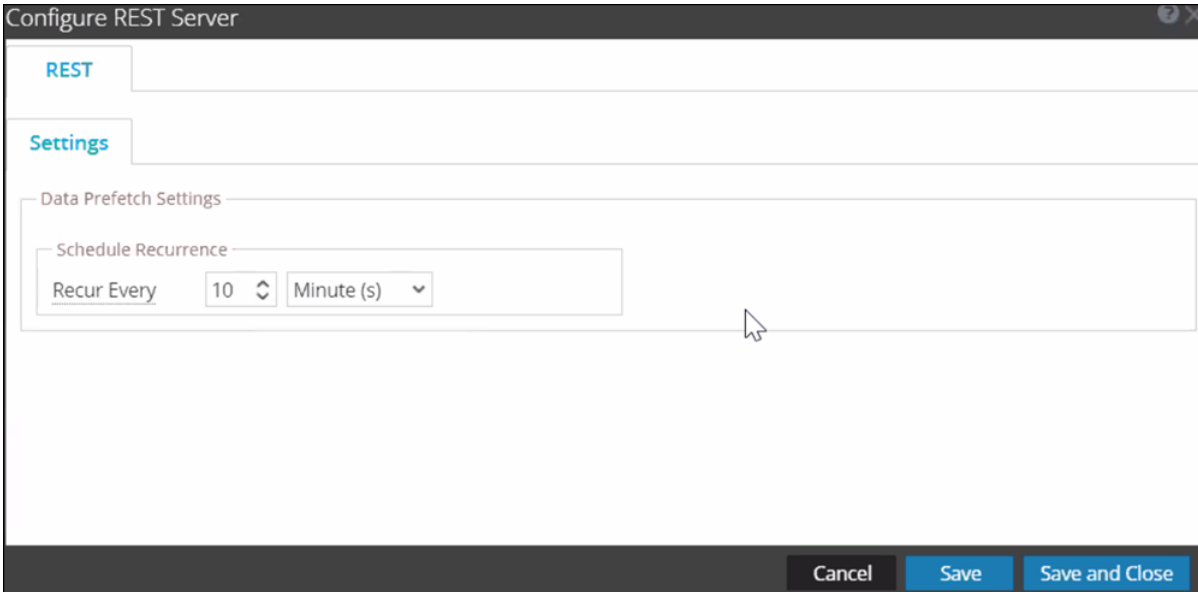 Configure REST Server
REST
Settings
Data Prefetch Settings
Schedule Recurrence
Recur Every 10 Minute (s)
Cancel Save Save and Close